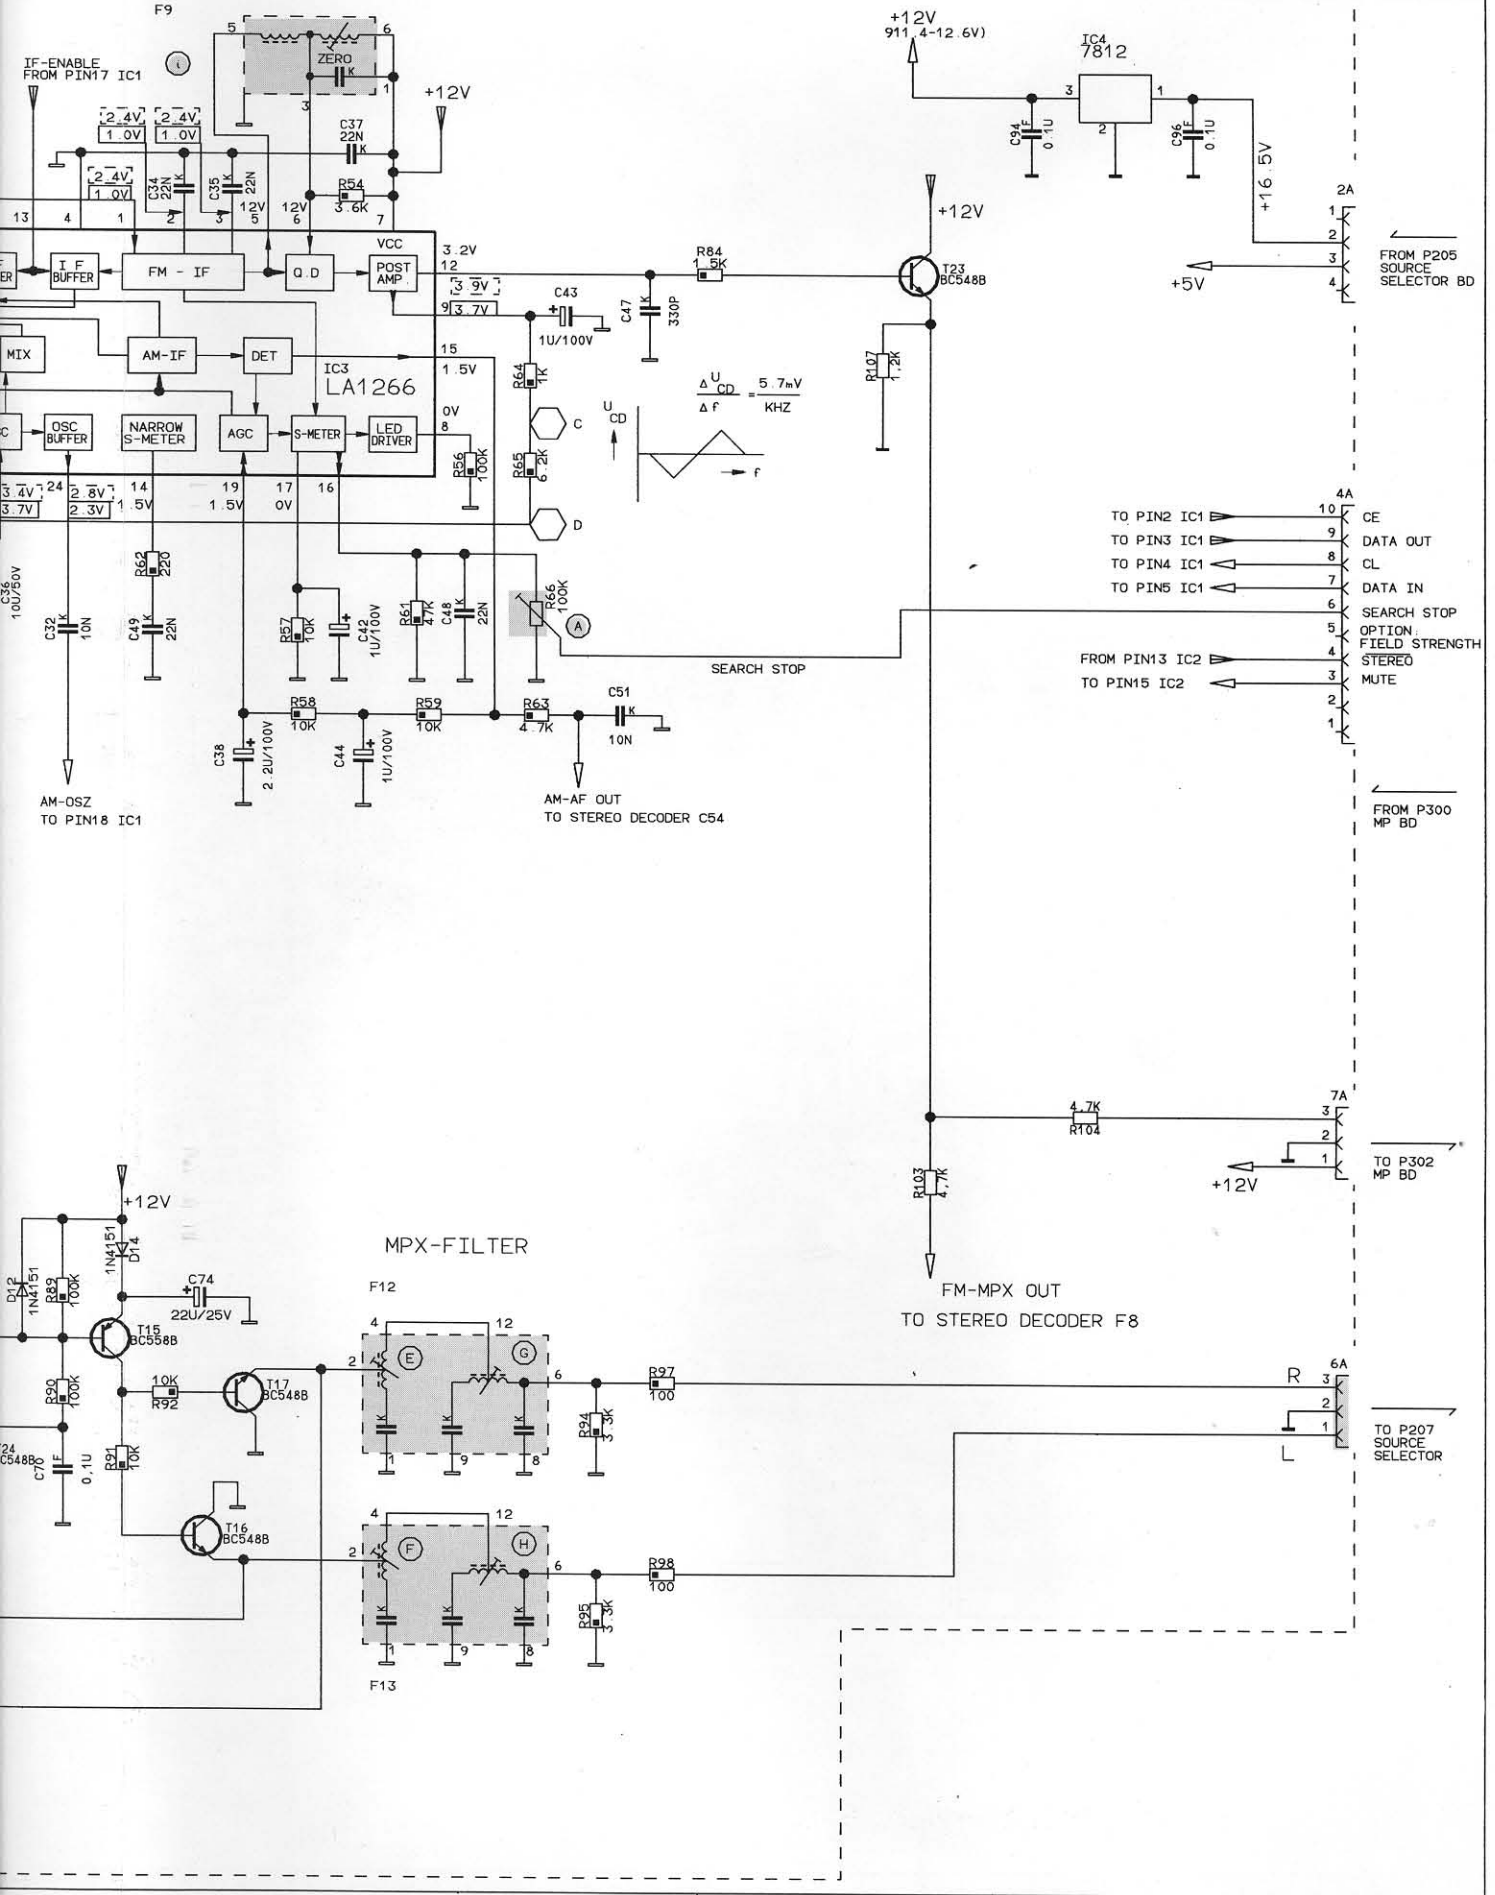 F9
5
6
ZERO
K
1
3
i
IF-ENABLE
FROM PIN17 IC1
2.4V
2.4V
1.0V
1.0V
2.4V
1.0V
+12V
C37
22N
K
C34
22N
K
C35
22N
K
R54
3.6K
12V
12V
13
4
1
2
3
5
6
7
VCC
I F
BUFFER
FM - IF
Q.D
POST
AMP.
3.2V
12
3.9V
9
3.7V
C43
+
1U/100V
MIX
AM-IF
DET
IC3
LA1266
15
1.5V
OSC
BUFFER
NARROW
S-METER
AGC
S-METER
LED
DRIVER
0V
8
3.4V
3.7V
24
2.8V
2.3V
14
1.5V
19
1.5V
17
0V
16
R56
100K
R64
1K
C
R65
6.2K
D
C47
K
330P
R84
1.5K
T23
BC548B
+12V
R107
1.2K
U
CD
f
Δ U
CD
Δ f
= 5.7mV
KHZ
+12V
911.4-12.6V)
IC4
7812
3
1
2
C94
F
0.1U
C96
F
0.1U
+16.5V
2A
1
2
3
4
+5V
FROM P205
SOURCE
SELECTOR BD
C36
10U/50V
C32
K
10N
R62
220
C49
K
22N
R57
10K
C42
+
1U/100V
R61
47K
C48
K
22N
R66
100K
A
SEARCH STOP
R58
10K
R59
10K
R63
4.7K
C51
K
10N
C38
+
2.2U/100V
C44
+
1U/100V
AM-OSZ
TO PIN18 IC1
AM-AF OUT
TO STEREO DECODER C54
4A
TO PIN2 IC1 10 CE
TO PIN3 IC1 9 DATA OUT
TO PIN4 IC1 8 CL
TO PIN5 IC1 7 DATA IN
6 SEARCH STOP
5 OPTION:
FIELD STRENGTH
FROM PIN13 IC2 4 STEREO
TO PIN15 IC2 3 MUTE
2
1
FROM P300
MP BD
7A
3
2
1
4.7K
R104
+12V
TO P302
MP BD
R103
4.7K
FM-MPX OUT
TO STEREO DECODER F8
+12V
1N4151
D14
D12
1N4151
R89
100K
C74
+
22U/25V
T15
BC558B
R90
100K
10K
R92
T17
BC548B
C70
F
0.1U
R91
10K
T16
BC548B
MPX-FILTER
F12
4
12
2
E
G
6
K
K
K
1
9
8
R97
100
R94
3.3K
4
12
2
F
H
6
K
K
K
1
9
8
F13
R98
100
R95
3.3K
6A
R
3
2
1
L
TO P207
SOURCE
SELECTOR